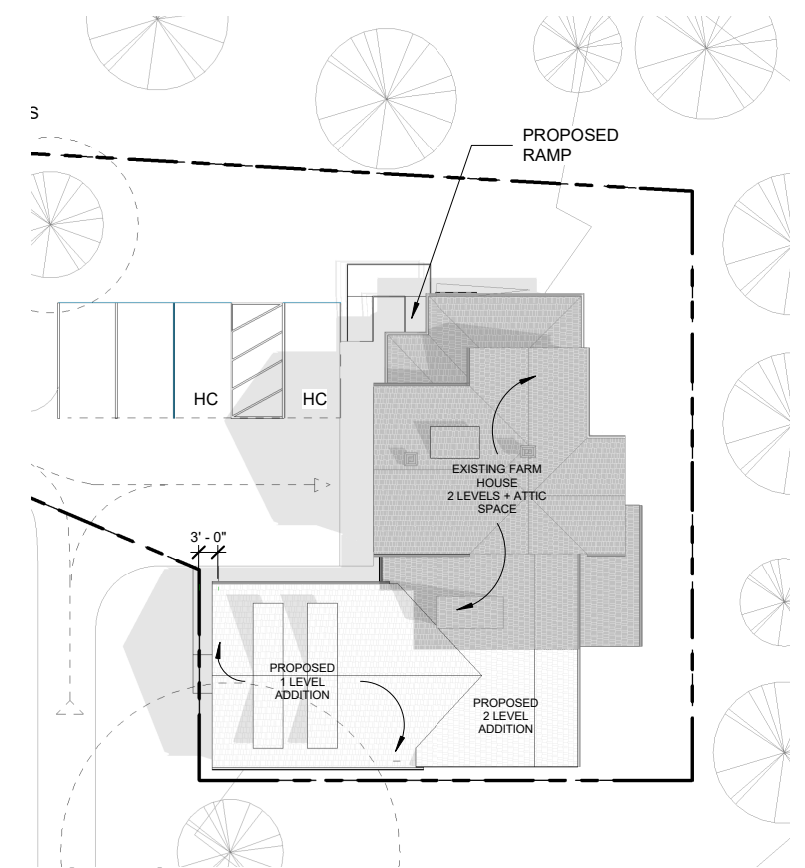 S
PROPOSED
RAMP
HC
HC
EXISTING FARM
HOUSE
2 LEVELS + ATTIC
SPACE
3' - 0"
PROPOSED
1 LEVEL
ADDITION
PROPOSED
2 LEVEL
ADDITION